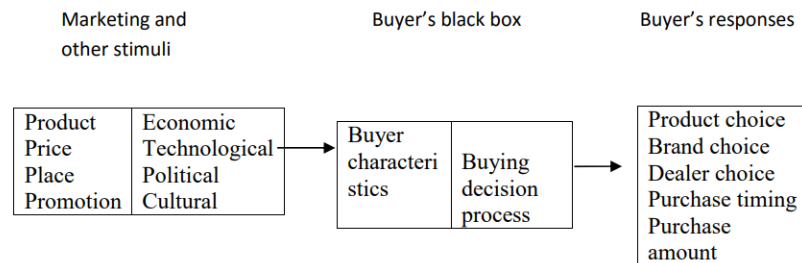 Marketing and
other stimuli
Buyer’s black box
Buyer’s responses
Product
Price
Place
Promotion
Economic
Technological
Political
Cultural
Buyer
characteri
stics
Buying
decision
process
Product choice
Brand choice
Dealer choice
Purchase timing
Purchase
amount